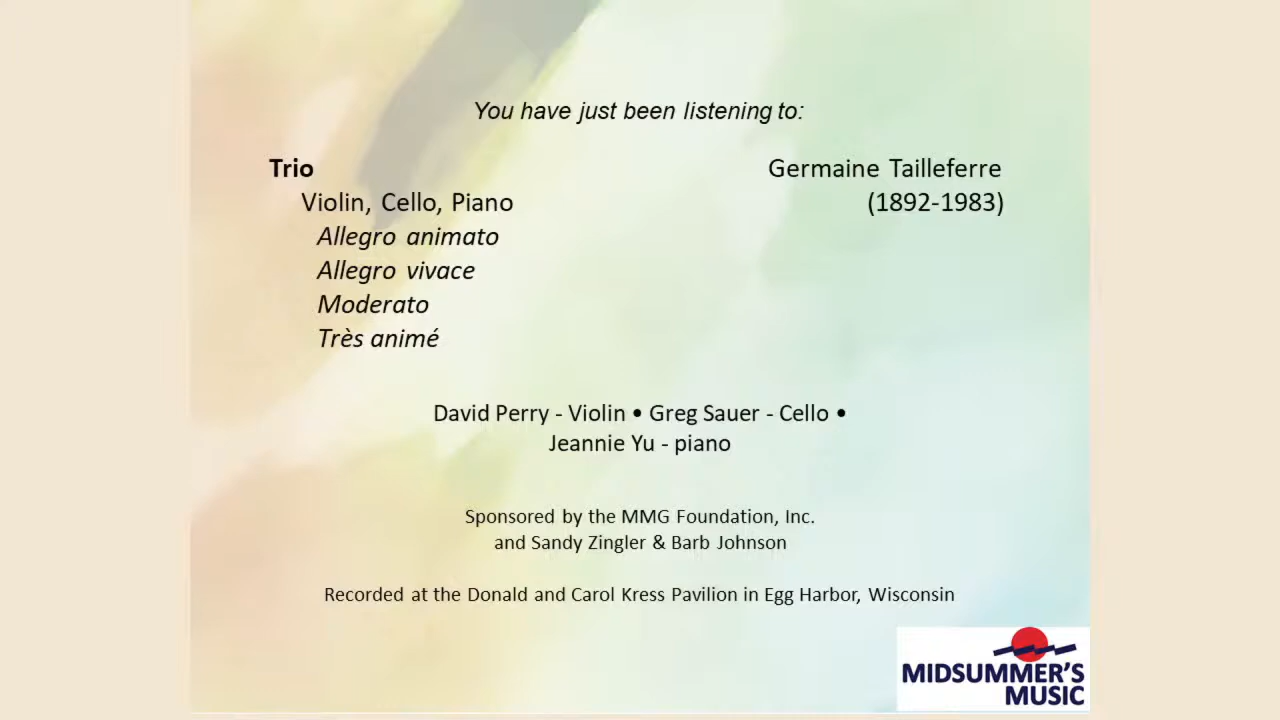 You have just been listening to:
Trio Germaine Tailleferre
Violin, Cello, Piano (1892-1983)
Allegro animato
Allegro vivace
Moderato
Très animé
David Perry - Violin • Greg Sauer - Cello •
Jeannie Yu - piano
Sponsored by the MMG Foundation, Inc.
and Sandy Zingler & Barb Johnson
Recorded at the Donald and Carol Kress Pavilion in Egg Harbor, Wisconsin
MIDSUMMER'S
MUSIC